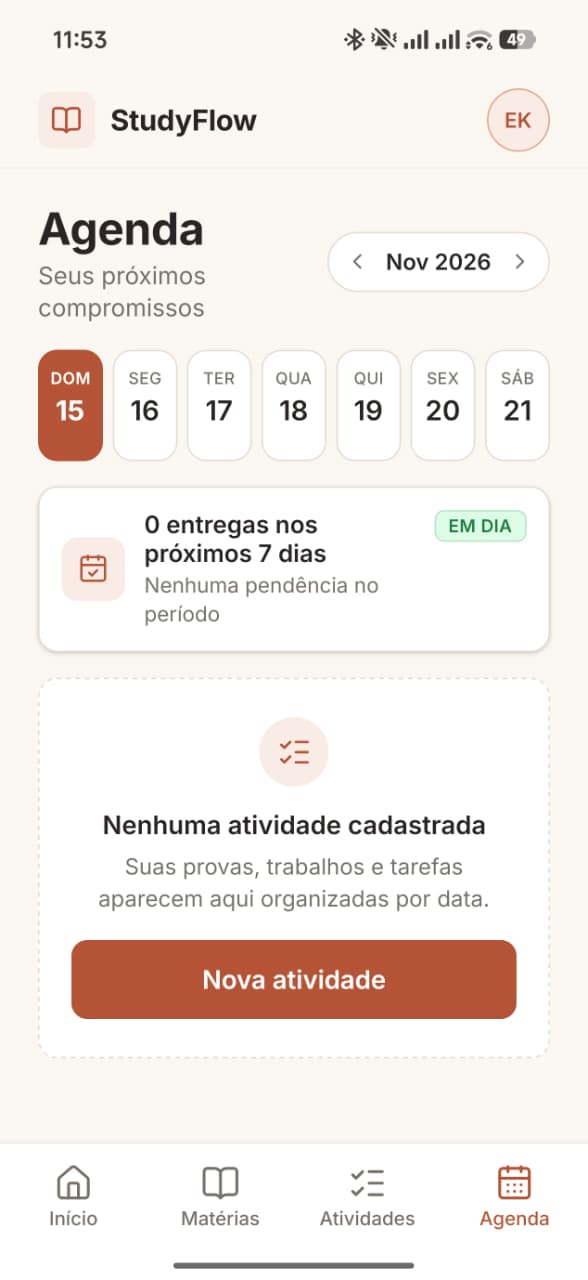 11:53
49
StudyFlow
EK
Agenda
Seus próximos
compromissos
Nov 2026
DOM
15
SEG
16
TER
17
QUA
18
QUI
19
SEX
20
SÁB
21
0 entregas nos
próximos 7 dias
EM DIA
Nenhuma pendência no
período
Nenhuma atividade cadastrada
Suas provas, trabalhos e tarefas
aparecem aqui organizadas por data.
Nova atividade
Início
Matérias
Atividades
Agenda